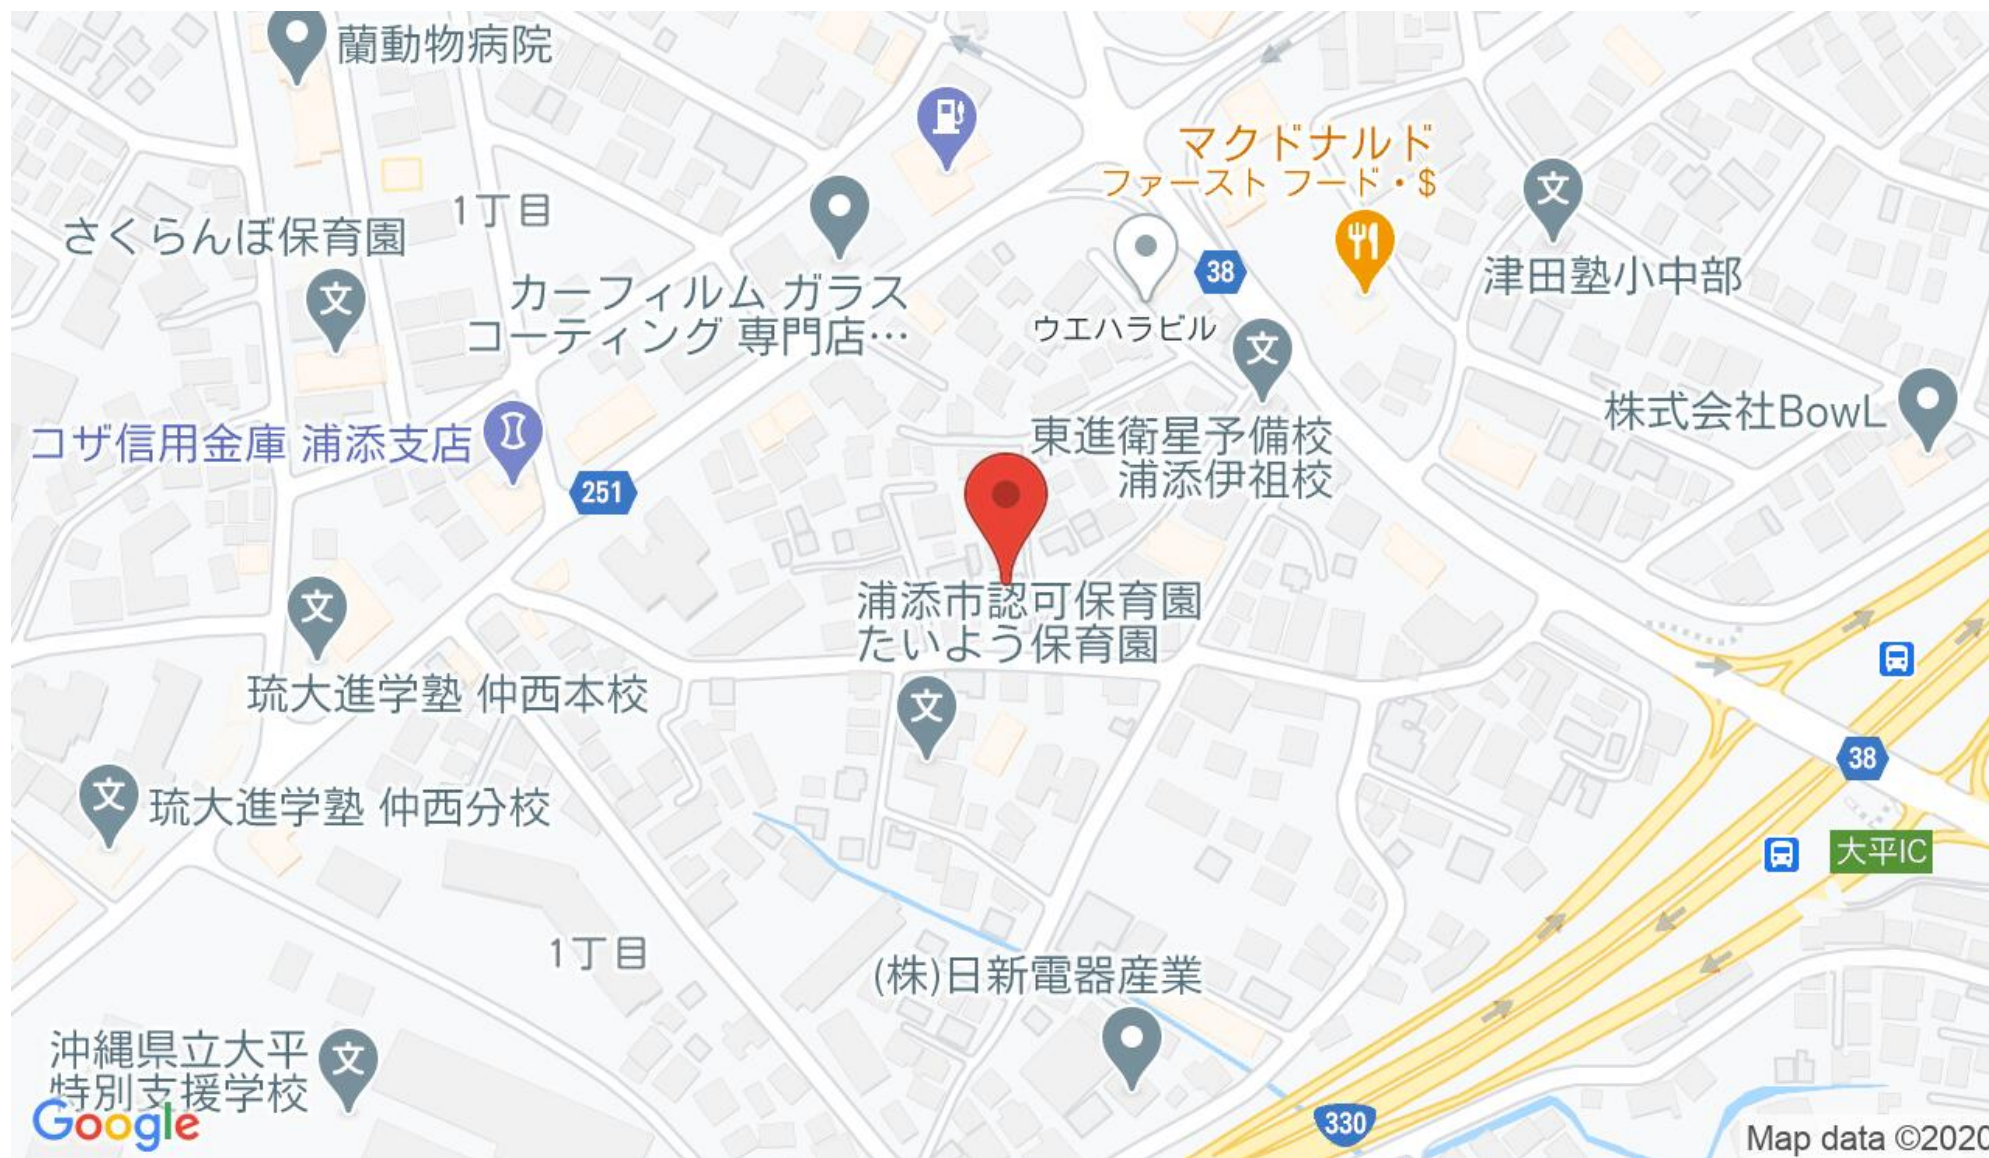 蘭動物病院
マクドナルド
ファースト フード・$
1丁目
さくらんぼ保育園
文
文
津田塾小中部
38
カーフィルム ガラス
コーティング 専門店…
ウエハラビル
文
株式会社BowL
コザ信用金庫 浦添支店
東進衛星予備校
浦添伊祖校
251
浦添市認可保育園
たいよう保育園
文
琉大進学塾 仲西本校
文
38
文
琉大進学塾 仲西分校
大平IC
1丁目
(株)日新電器産業
沖縄県立大平
特別支援学校
文
Google
330
Map data ©2020